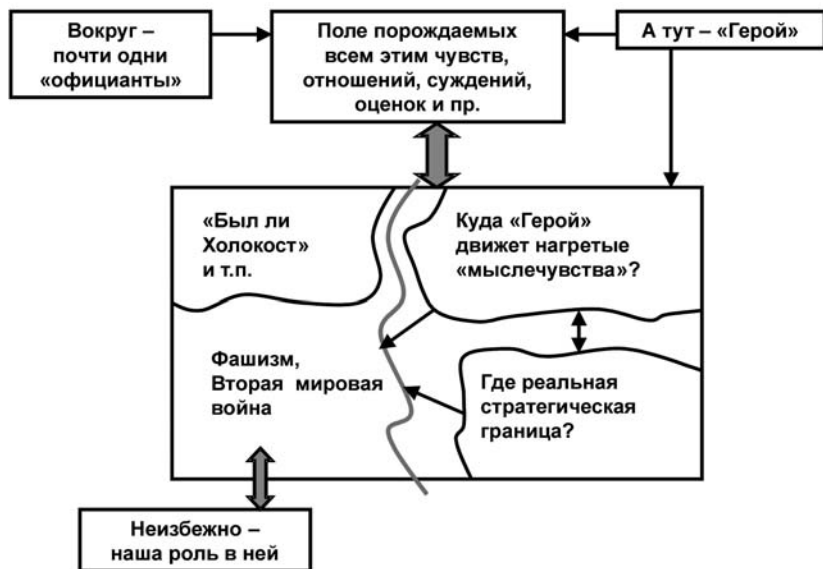 Вокруг –
почти одни
«официанты»
Поле порождаемых
всем этим чувств,
отношений, суждений,
оценок и пр.
А тут – «Герой»
«Был ли
Холокост»
и т.п.
Куда «Герой»
движет нагретые
«мыслечувства»?
Фашизм,
Вторая мировая
война
Где реальная
стратегическая
граница?
Неизбежно –
наша роль в ней